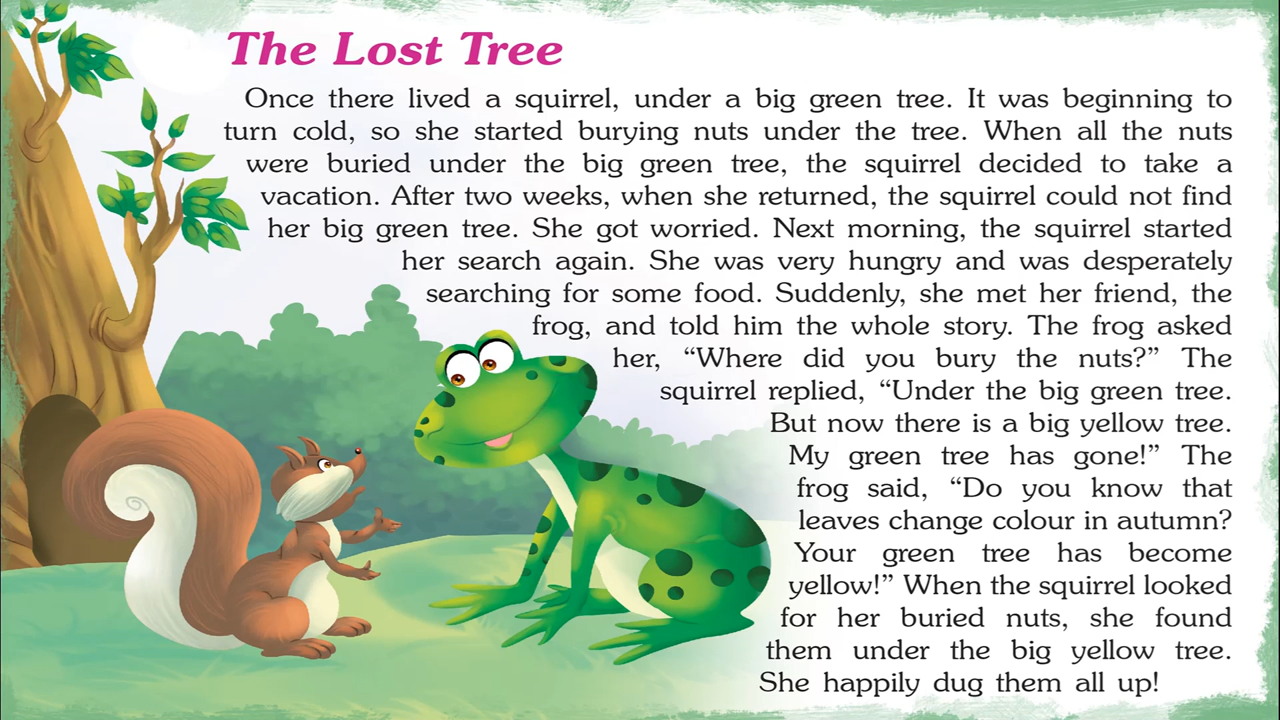 The Lost Tree
Once there lived a squirrel, under a big green tree. It was beginning to
turn cold, so she started burying nuts under the tree. When all the nuts
were buried under the big green tree, the squirrel decided to take a
vacation. After two weeks, when she returned, the squirrel could not find
her big green tree. She got worried. Next morning, the squirrel started
her search again. She was very hungry and was desperately
searching for some food. Suddenly, she met her friend, the
frog, and told him the whole story. The frog asked
her, “Where did you bury the nuts?” The
squirrel replied, “Under the big green tree.
But now there is a big yellow tree.
My green tree has gone!” The
frog said, “Do you know that
leaves change colour in autumn?
Your green tree has become
yellow!” When the squirrel looked
for her buried nuts, she found
them under the big yellow tree.
She happily dug them all up!